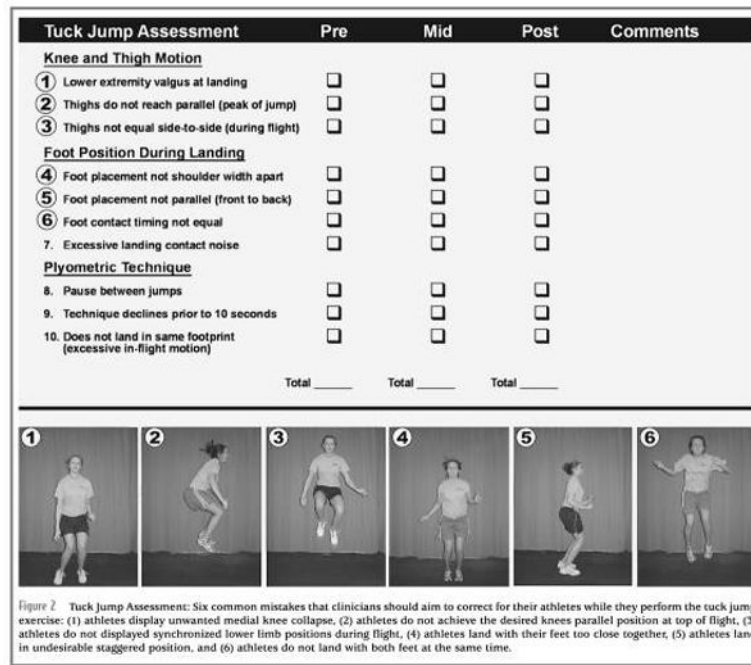 Tuck Jump Assessment Pre Mid Post Comments
Knee and Thigh Motion
1 Lower extremity valgus at landing
2 Thighs do not reach parallel (peak of jump)
3 Thighs not equal side-to-side (during flight)
Foot Position During Landing
4 Foot placement not shoulder width apart
5 Foot placement not parallel (front to back)
6 Foot contact timing not equal
7. Excessive landing contact noise
Plyometric Technique
8. Pause between jumps
9. Technique declines prior to 10 seconds
10. Does not land in same footprint
(excessive in-flight motion)
Total ______ Total ______ Total ______
1 2 3 4 5 6
Figure 2 Tuck Jump Assessment: Six common mistakes that clinicians should aim to correct for their athletes while they perform the tuck jump
exercise: (1) athletes display unwanted medial knee collapse, (2) athletes do not achieve the desired knees parallel position at top of flight, (3
athletes do not displayed synchronized lower limb positions during flight, (4) athletes land with their feet too close together, (5) athletes land
in undesirable staggered position, and (6) athletes do not land with both feet at the same time.